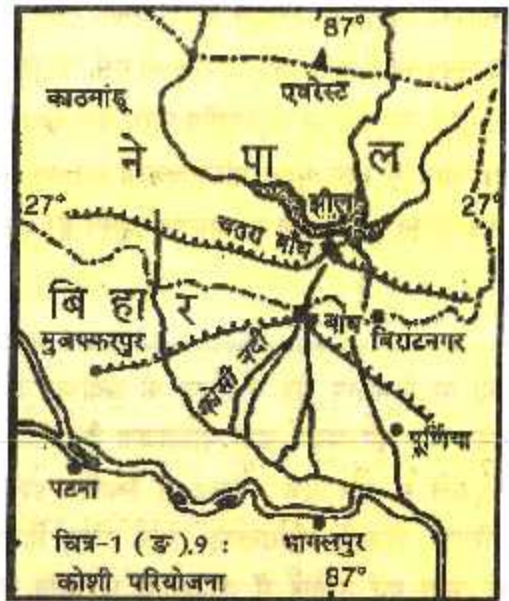 87°
एवरेस्ट
काठमांडू
ने पा ल
झील
27° 27°
चतरा बाँध
बिहार
मुजफ्फरपुर
बाँध
बिराटनगर
कोसी नदी
पूर्णिया
पटना
भागलपुर
चित्र-1 (ङ).9 :
कोशी परियोजना
87°